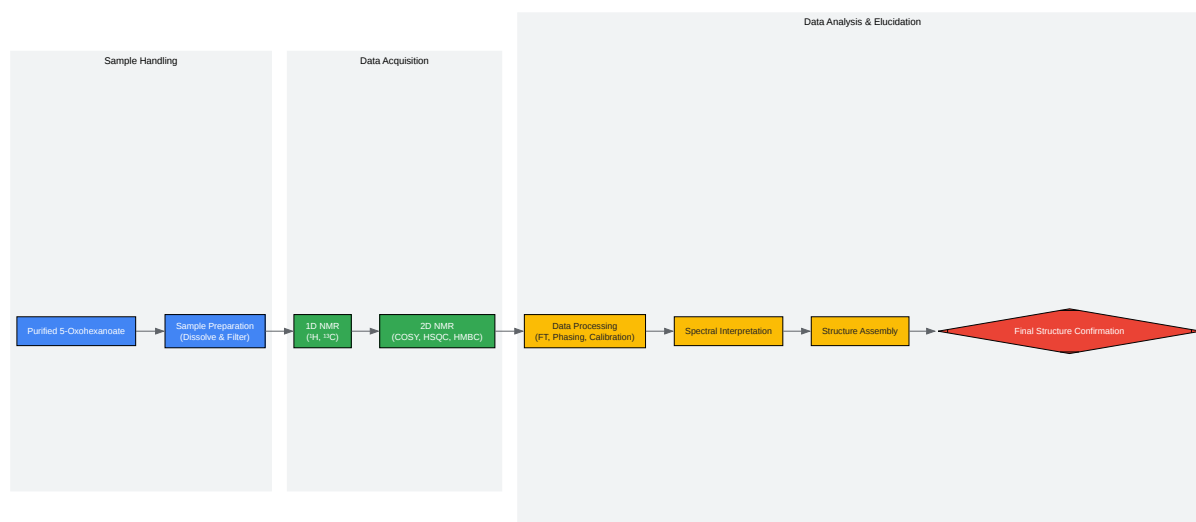 Data Analysis & Elucidation
Sample Handling
Data Acquisition
Purified 5-Oxohexanoate
Sample Preparation
(Dissolve & Filter)
1D NMR
(¹H, ¹³C)
2D NMR
(COSY, HSQC, HMBC)
Data Processing
(FT, Phasing, Calibration)
Spectral Interpretation
Structure Assembly
Final Structure Confirmation